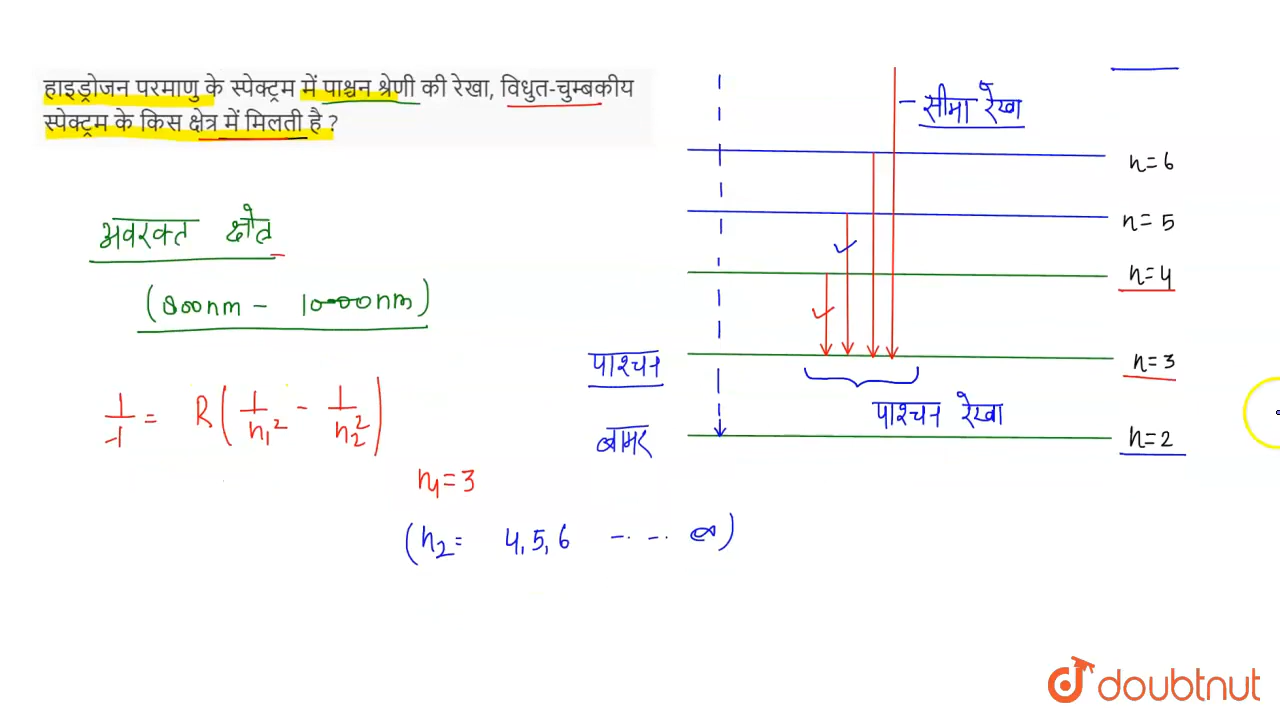 हाइड्रोजन परमाणु के स्पेक्ट्रम में पाश्चन श्रेणी की रेखा, विधुत-चुम्बकीय
स्पेक्ट्रम के किस क्षेत्र में मिलती है ?
अवरक्त क्षेत्र
(800nm - 10000nm)
1/λ = R(1/n₁² - 1/n₂²)
n₁=3
(n₂= 4,5,6 ----- ∞)
- सीमा रेखा
n=6
n=5
n=4
पाश्चन
n=3
पाश्चन रेखा
बामर
n=2
doubtnut